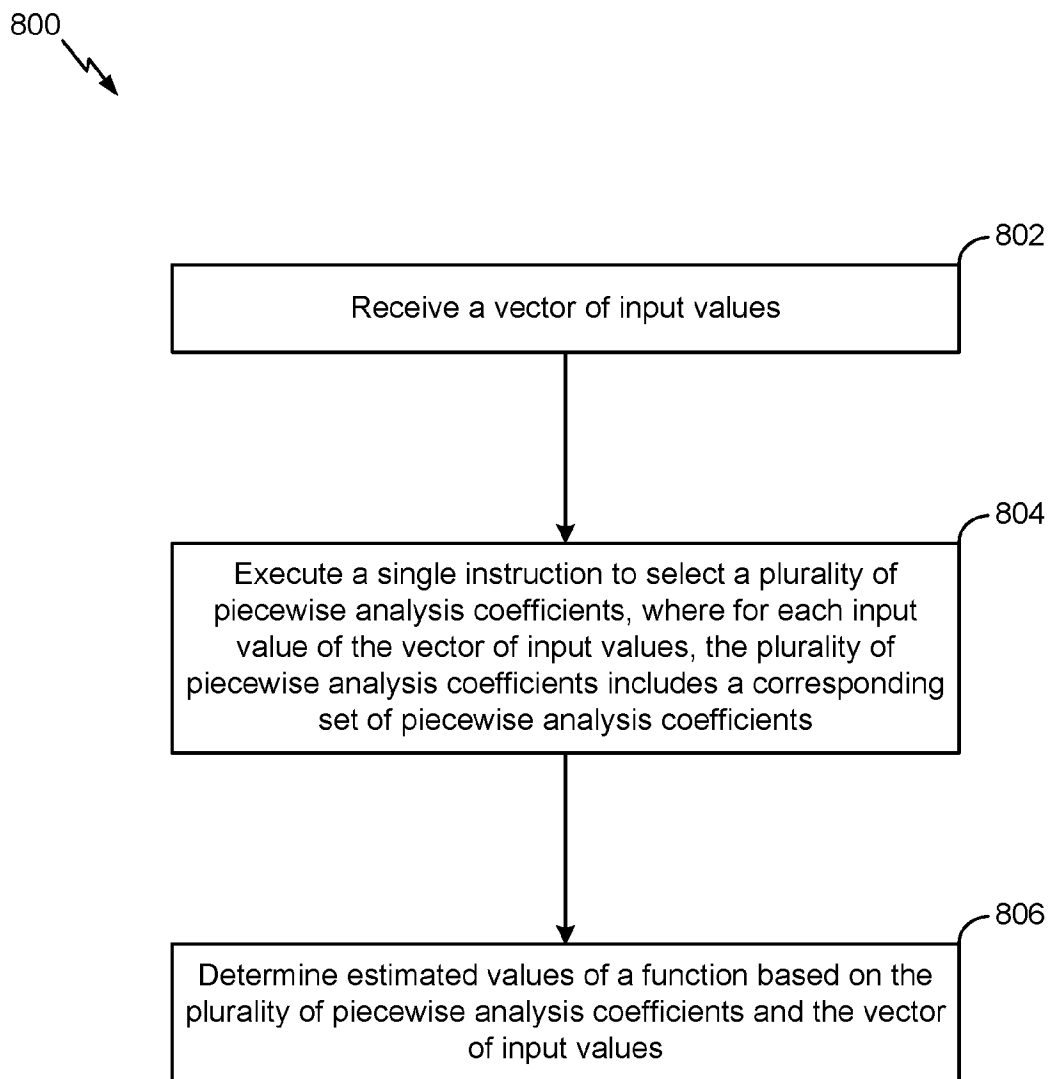 800
802
Receive a vector of input values
804
Execute a single instruction to select a plurality of
piecewise analysis coefficients, where for each input
value of the vector of input values, the plurality of
piecewise analysis coefficients includes a corresponding
set of piecewise analysis coefficients
806
Determine estimated values of a function based on the
plurality of piecewise analysis coefficients and the vector
of input values